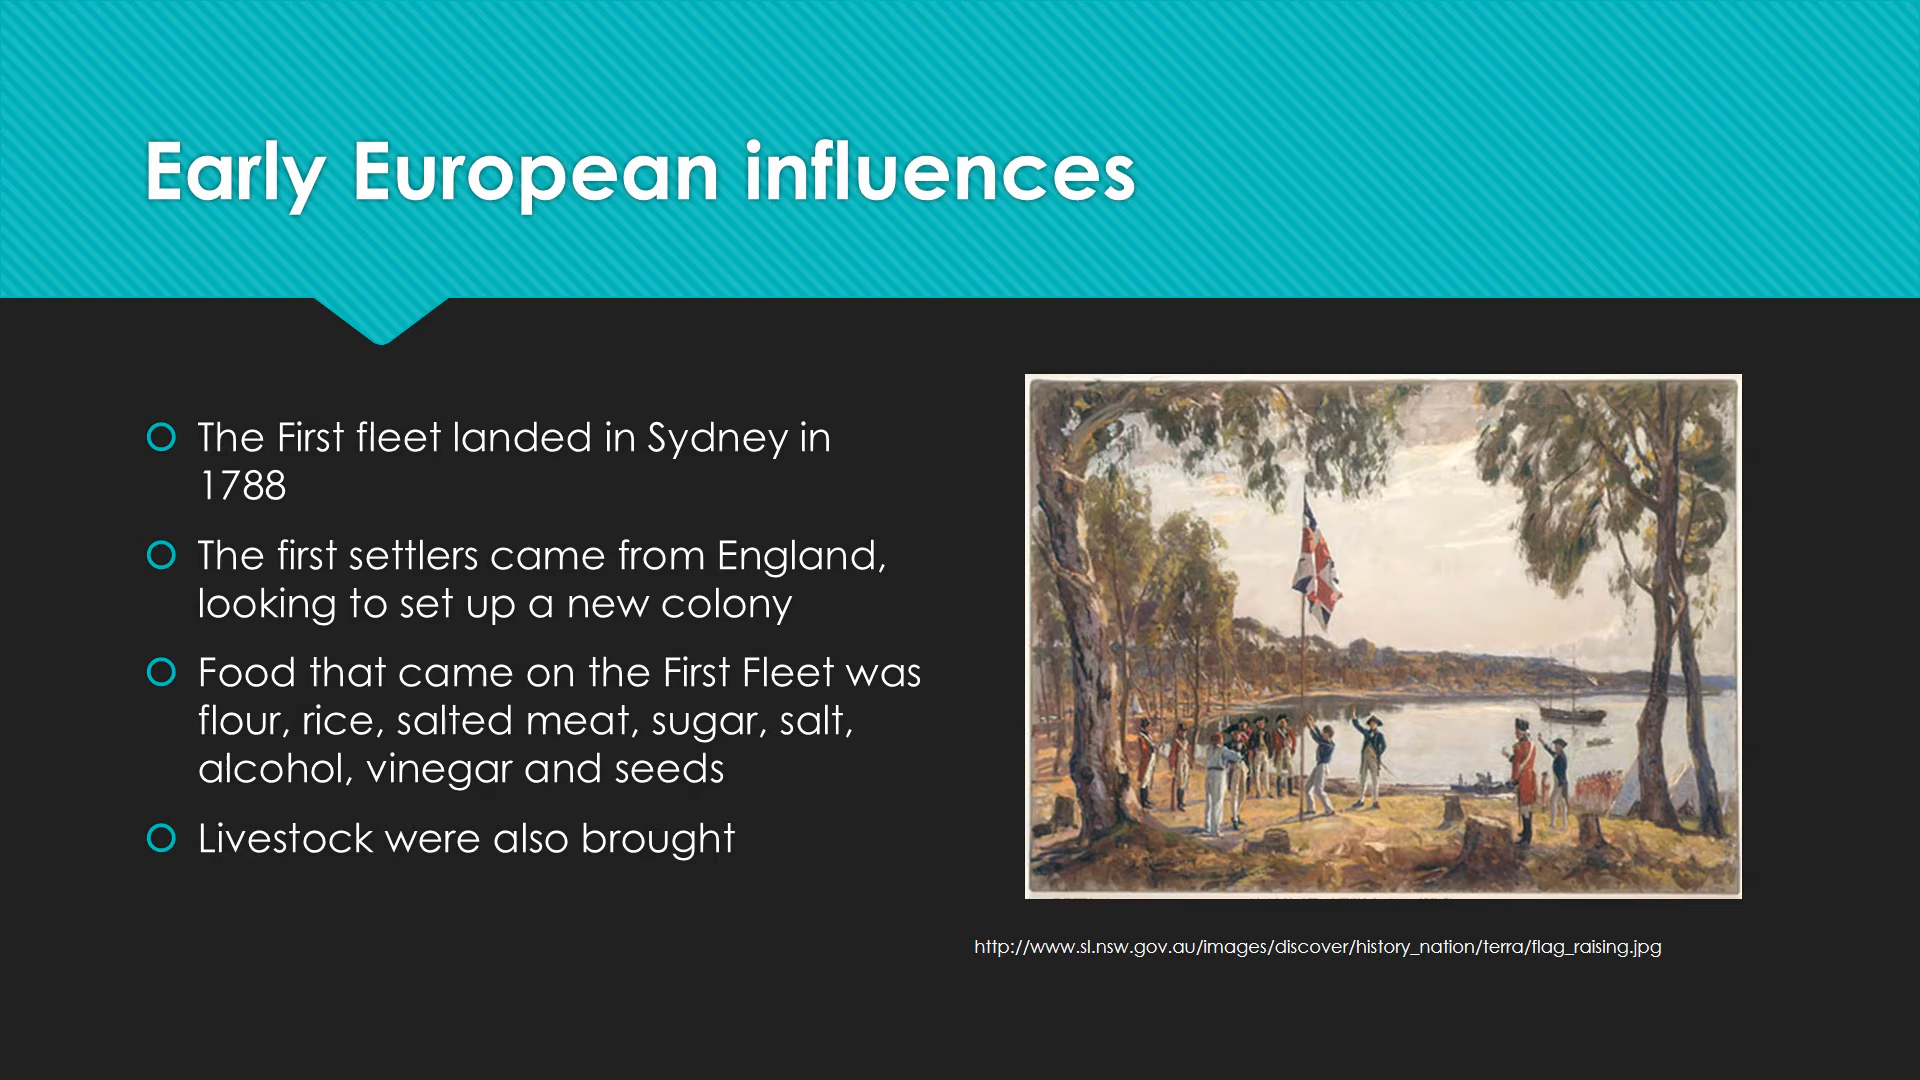 Early European influences
The First fleet landed in Sydney in
1788
The first settlers came from England,
looking to set up a new colony
Food that came on the First Fleet was
flour, rice, salted meat, sugar, salt,
alcohol, vinegar and seeds
Livestock were also brought
http://www.sl.nsw.gov.au/images/discover/history_nation/terra/flag_raising.jpg